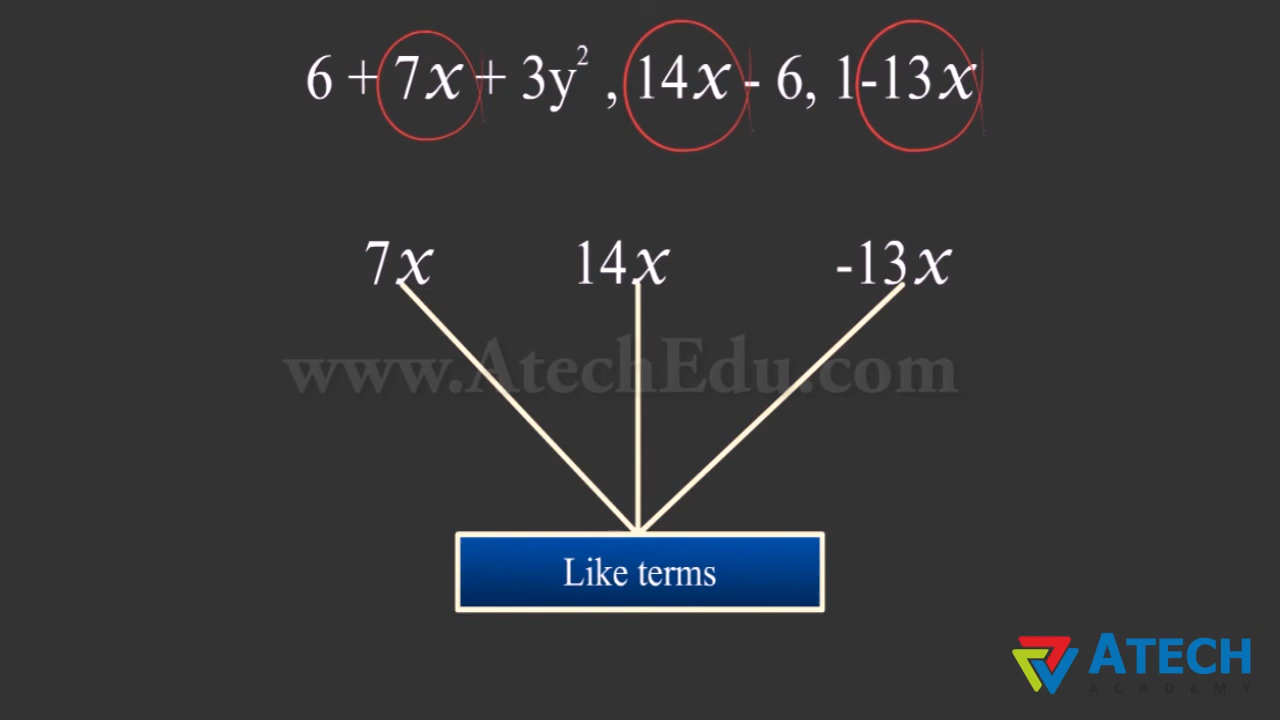 6 + 7x + 3y² , 14x - 6, 1-13x
7x 14x -13x
www.AtechEdu.com
Like terms
ATECH
ACADEMY